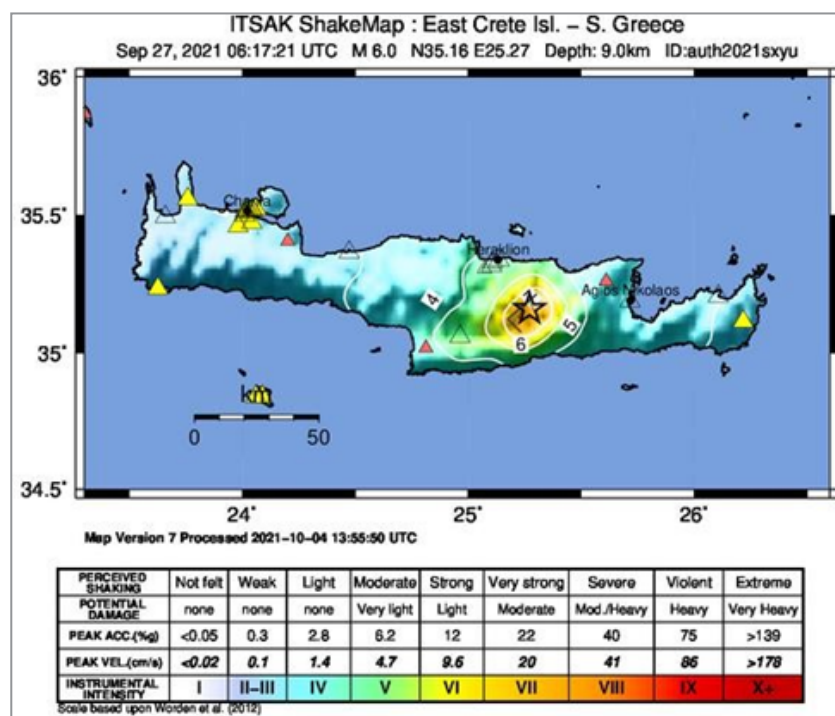 ITSAK ShakeMap : East Crete Isl. – S. Greece
Sep 27, 2021 06:17:21 UTC M 6.0 N35.16 E25.27 Depth: 9.0km ID:auth2021sxyu
36°
Chania
35.5°
Heraklion
4
Agios Nikolaos
5
6
35°
km
0 50
34.5°
24° 25° 26°
Map Version 7 Processed 2021–10–04 13:55:50 UTC
PERCEIVED SHAKING Not felt Weak Light Moderate Strong Very strong Severe Violent Extreme
POTENTIAL DAMAGE none none none Very light Light Moderate Mod./Heavy Heavy Very Heavy
PEAK ACC.(%g) <0.05 0.3 2.8 6.2 12 22 40 75 >139
PEAK VEL.(cm/s) <0.02 0.1 1.4 4.7 9.6 20 41 86 >178
INSTRUMENTAL INTENSITY I II–III IV V VI VII VIII IX X+
Scale based upon Worden et al. (2012)